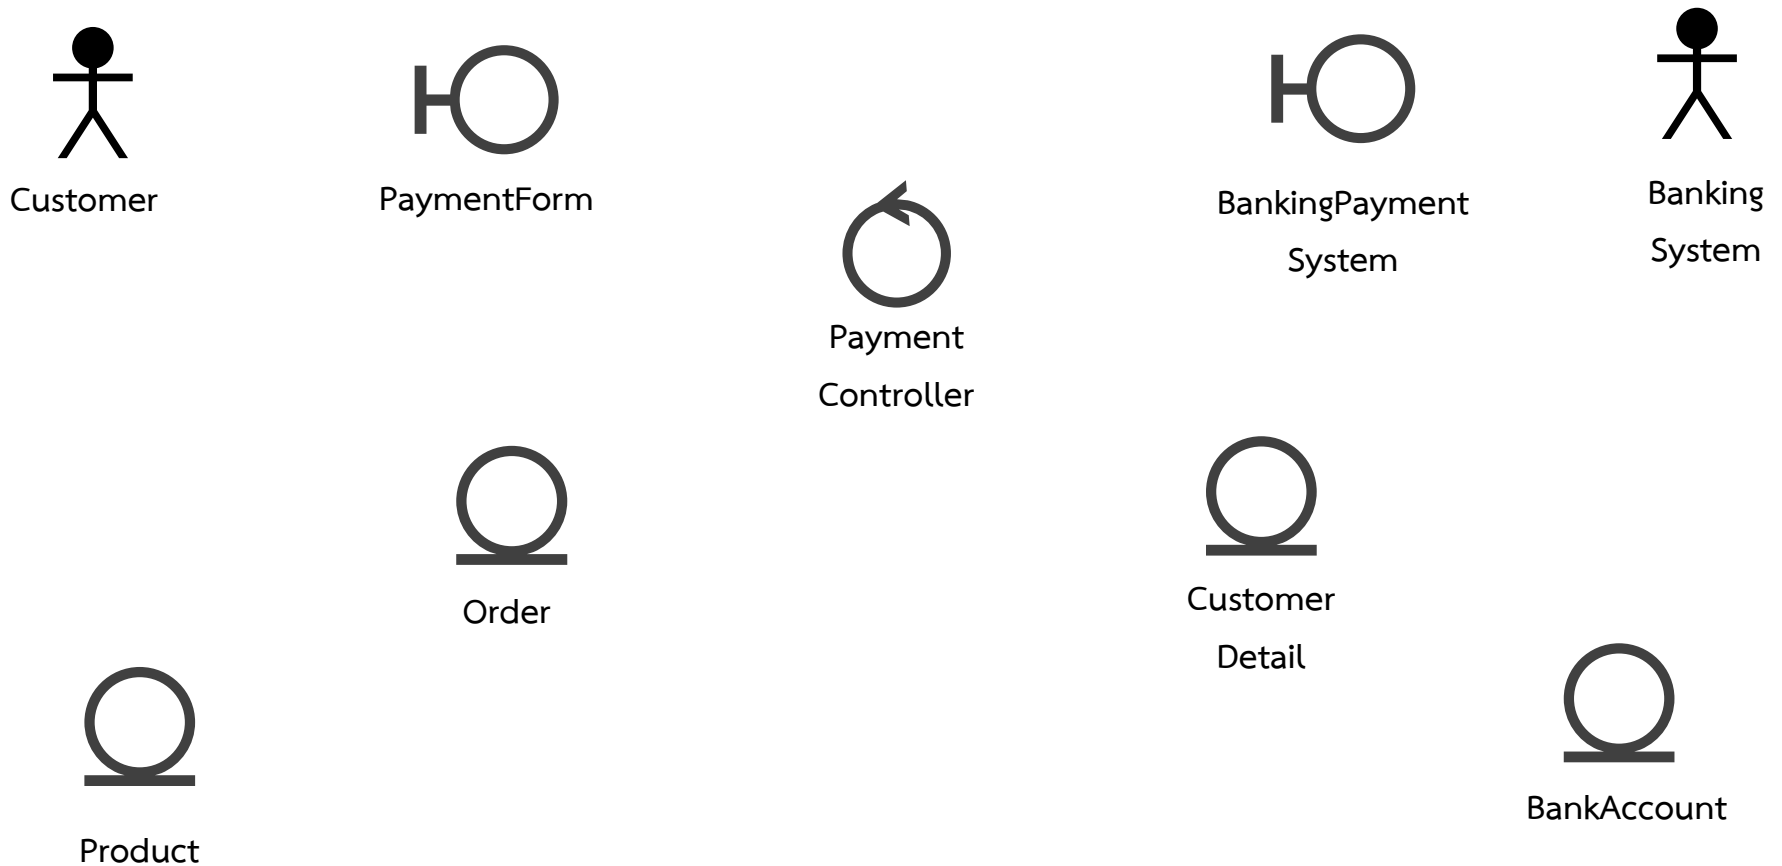 Customer
PaymentForm
BankingPayment
System
Banking
System
Payment
Controller
Order
Customer
Detail
Product
BankAccount